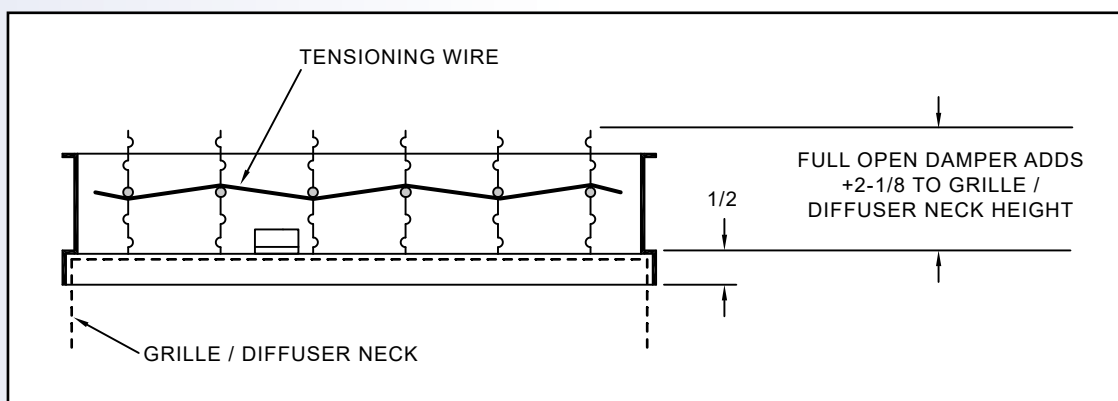 TENSIONING WIRE
FULL OPEN DAMPER ADDS
+2-1/8 TO GRILLE /
DIFFUSER NECK HEIGHT
1/2
GRILLE / DIFFUSER NECK